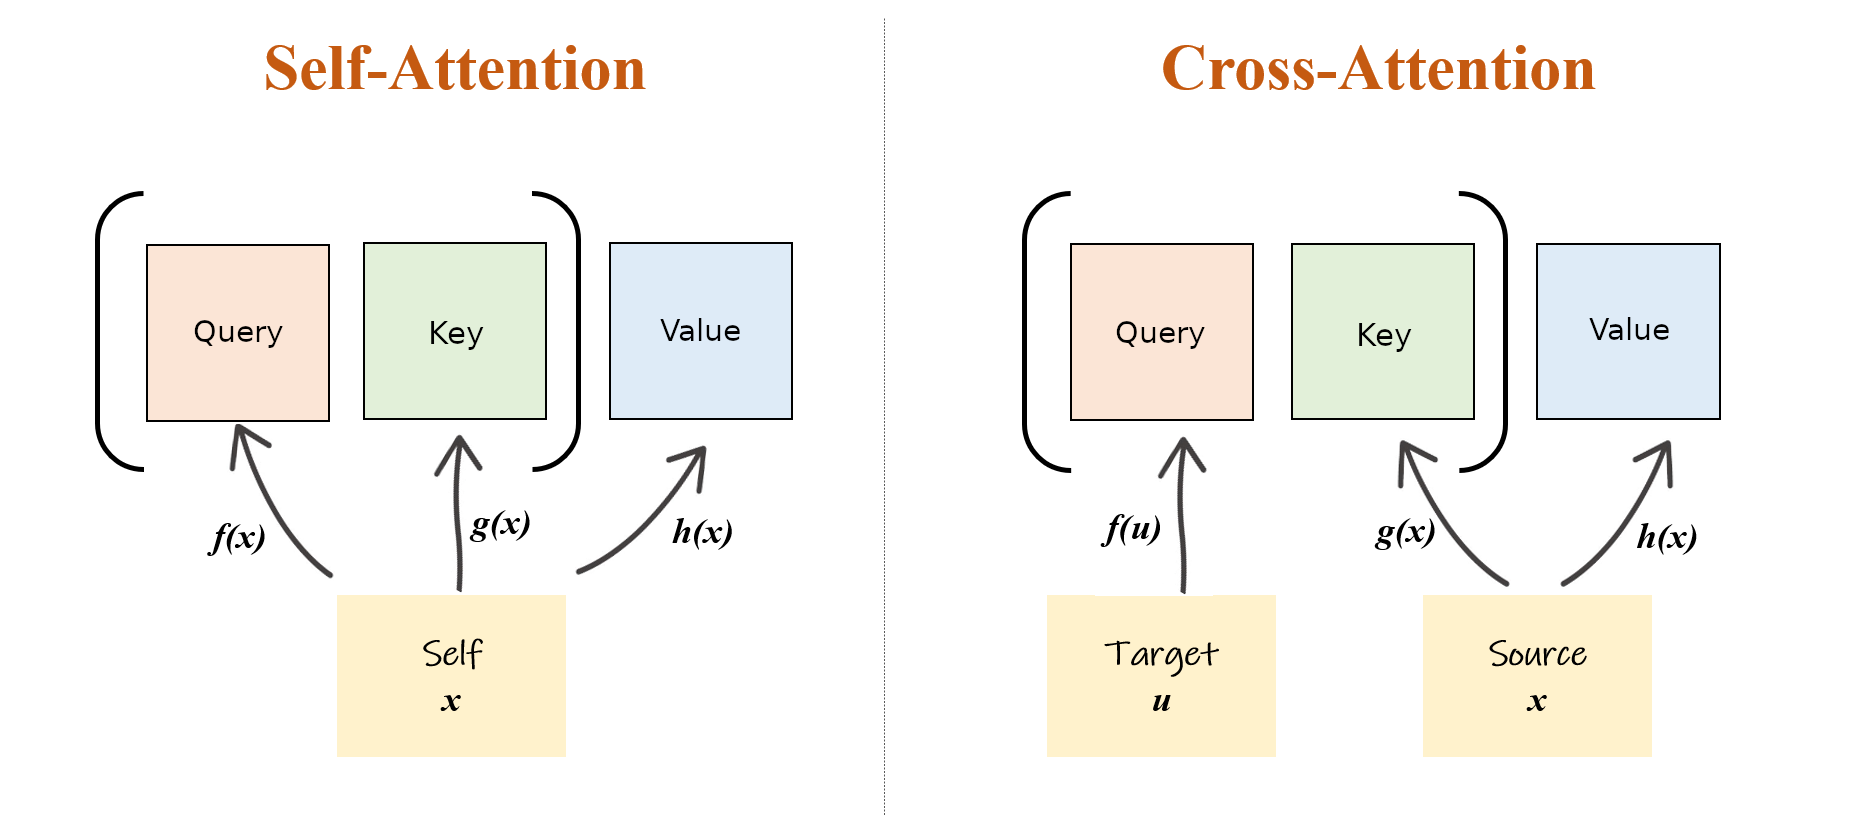 Self-Attention
Query
Key
Value
f(x)
g(x)
h(x)
Self
x
Cross-Attention
Query
Key
Value
f(u)
g(x)
h(x)
Target
u
Source
x